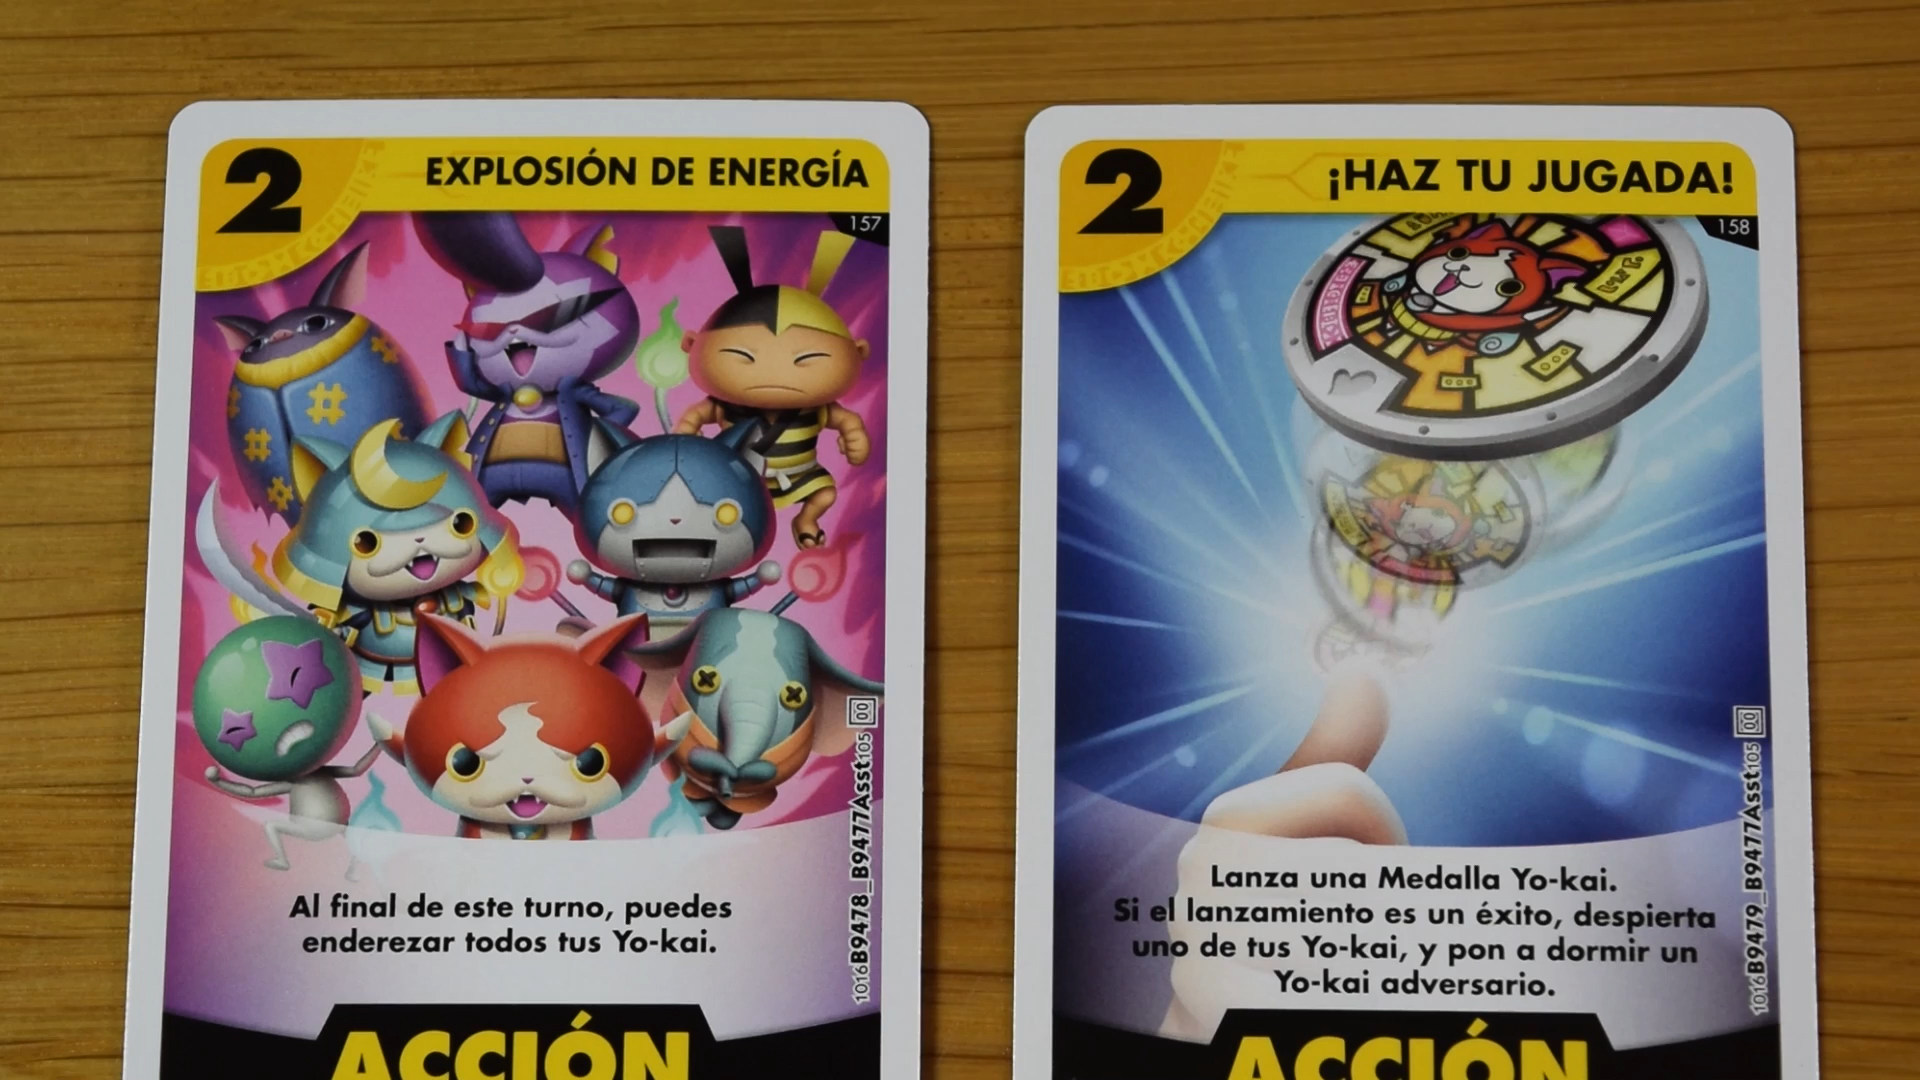 2
EXPLOSIÓN DE ENERGÍA
157
Al final de este turno, puedes
enderezar todos tus Yo-kai.
1016B9478_B9477Asst105 00
ACCIÓN
2
¡HAZ TU JUGADA!
158
Lanza una Medalla Yo-kai.
Si el lanzamiento es un éxito, despierta
uno de tus Yo-kai, y pon a dormir un
Yo-kai adversario.
1016B9479_B9477Asst105 00
ACCIÓN